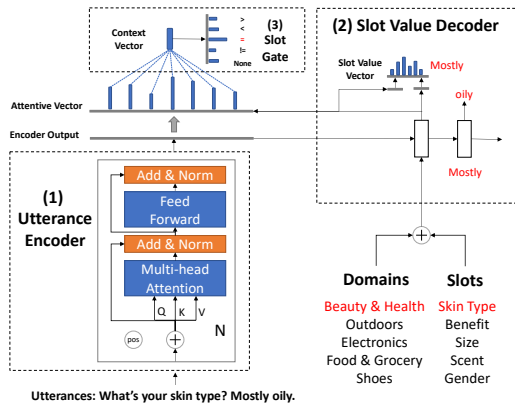 Context
Vector
>
<
=
!=
None
(3)
Slot
Gate
(2) Slot Value Decoder
Slot Value
Vector
Mostly
oily
Mostly
Attentive Vector
Encoder Output
(1)
Utterance
Encoder
Add & Norm
Feed
Forward
Add & Norm
Multi-head
Attention
Q K V
N
pos
Domains
Beauty & Health
Outdoors
Electronics
Food & Grocery
Shoes
Slots
Skin Type
Benefit
Size
Scent
Gender
Utterances: What's your skin type? Mostly oily.